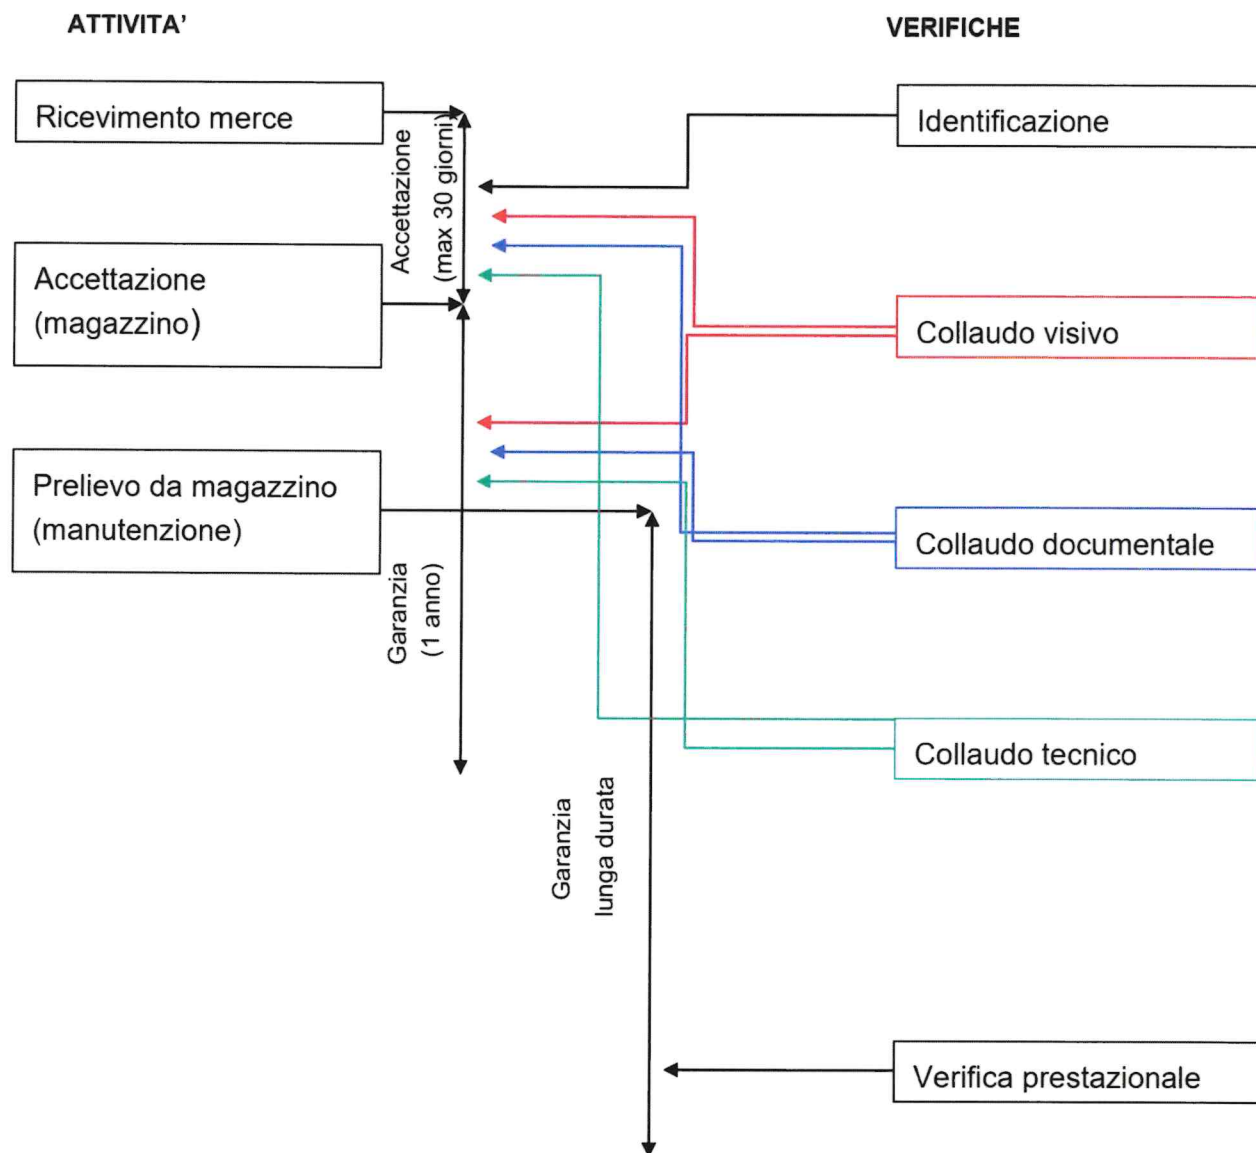 ATTIVITA’
VERIFICHE
Ricevimento merce
Identificazione
Accettazione
(max 30 giorni)
Accettazione
(magazzino)
Collaudo visivo
Prelievo da magazzino
(manutenzione)
Collaudo documentale
Garanzia
(1 anno)
Collaudo tecnico
Garanzia
lunga durata
Verifica prestazionale